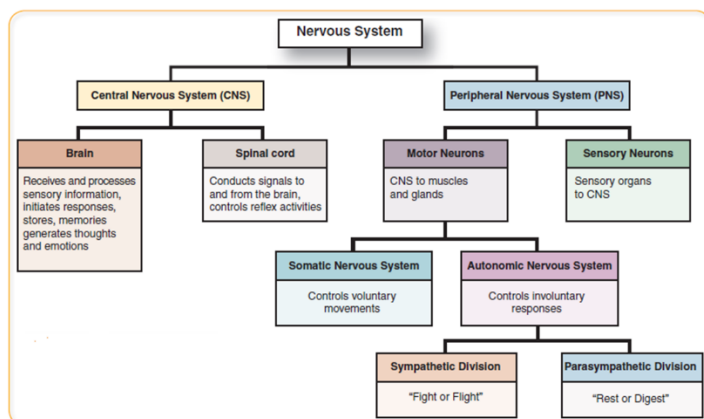 Nervous System
Central Nervous System (CNS)
Peripheral Nervous System (PNS)
Brain
Receives and processes
sensory information,
initiates responses,
stores, memories
generates thoughts
and emotions
Spinal cord
Conducts signals to
and from the brain,
controls reflex activities
Motor Neurons
CNS to muscles
and glands
Sensory Neurons
Sensory organs
to CNS
Somatic Nervous System
Controls voluntary
movements
Autonomic Nervous System
Controls involuntary
responses
Sympathetic Division
“Fight or Flight”
Parasympathetic Division
“Rest or Digest”